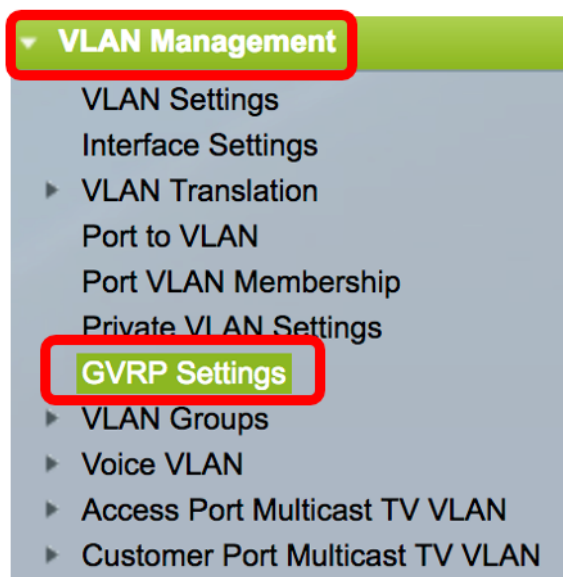 VLAN Management
VLAN Settings
Interface Settings
VLAN Translation
Port to VLAN
Port VLAN Membership
Private VLAN Settings
GVRP Settings
VLAN Groups
Voice VLAN
Access Port Multicast TV VLAN
Customer Port Multicast TV VLAN